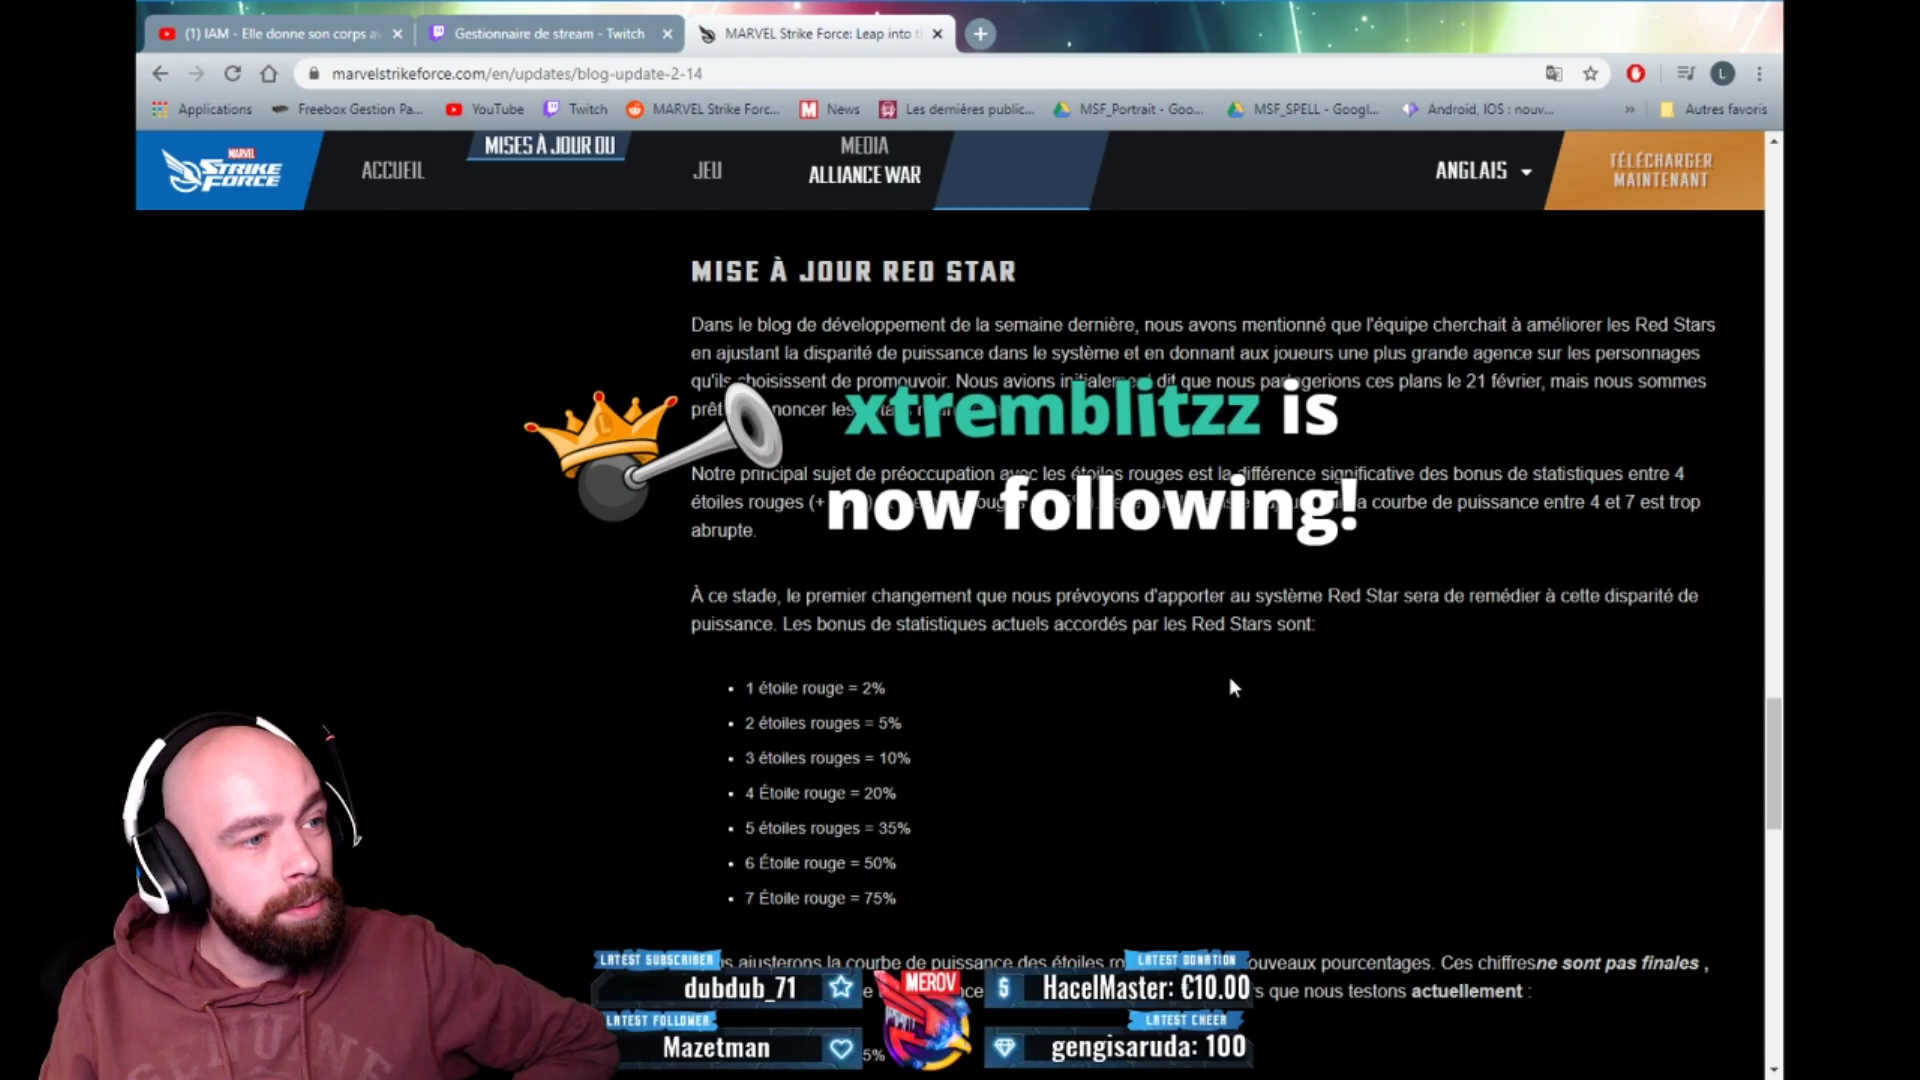 (1) IAM - Elle donne son corps a
Gestionnaire de stream - Twitch
MARVEL Strike Force: Leap into t
marvelstrikeforce.com/en/updates/blog-update-2-14
L
Applications
Freebox Gestion Pa...
YouTube
Twitch
MARVEL Strike Forc...
News
Les dernières public...
MSF_Portrait - Goo...
MSF_SPELL - Googl...
Android, IOS : nouv...
»
Autres favoris
MARVEL
STRIKE
FORCE
ACCUEIL
MISES À JOUR DU
JEU
MEDIA
ALLIANCE WAR
ANGLAIS
TÉLÉCHARGER
MAINTENANT
MISE À JOUR RED STAR
Dans le blog de développement de la semaine dernière, nous avons mentionné que l'équipe cherchait à améliorer les Red Stars
en ajustant la disparité de puissance dans le système et en donnant aux joueurs une plus grande agence sur les personnages
qu'ils choisissent de promouvoir. Nous avions initialement dit que nous partagerions ces plans le 21 février, mais nous sommes
xtremblitzz is
now following!
Notre principal sujet de préoccupation avec les étoiles rouges est la différence significative des bonus de statistiques entre 4
étoiles rouges
a courbe de puissance entre 4 et 7 est trop
abrupte.
À ce stade, le premier changement que nous prévoyons d'apporter au système Red Star sera de remédier à cette disparité de
puissance. Les bonus de statistiques actuels accordés par les Red Stars sont:
• 1 étoile rouge = 2%
• 2 étoiles rouges = 5%
• 3 étoiles rouges = 10%
• 4 Étoile rouge = 20%
• 5 étoiles rouges = 35%
• 6 Étoile rouge = 50%
• 7 Étoile rouge = 75%
s ajusterons la courbe de puissance des étoiles ro
ouveaux pourcentages. Ces chiffres ne sont pas finales ,
s que nous testons actuellement :
5%
LATEST SUBSCRIBER
dubdub_71
LATEST FOLLOWER
Mazetman
MEROV
LATEST DONATION
HacelMaster: €10.00
LATEST CHEER
gengisaruda: 100
GENUINE